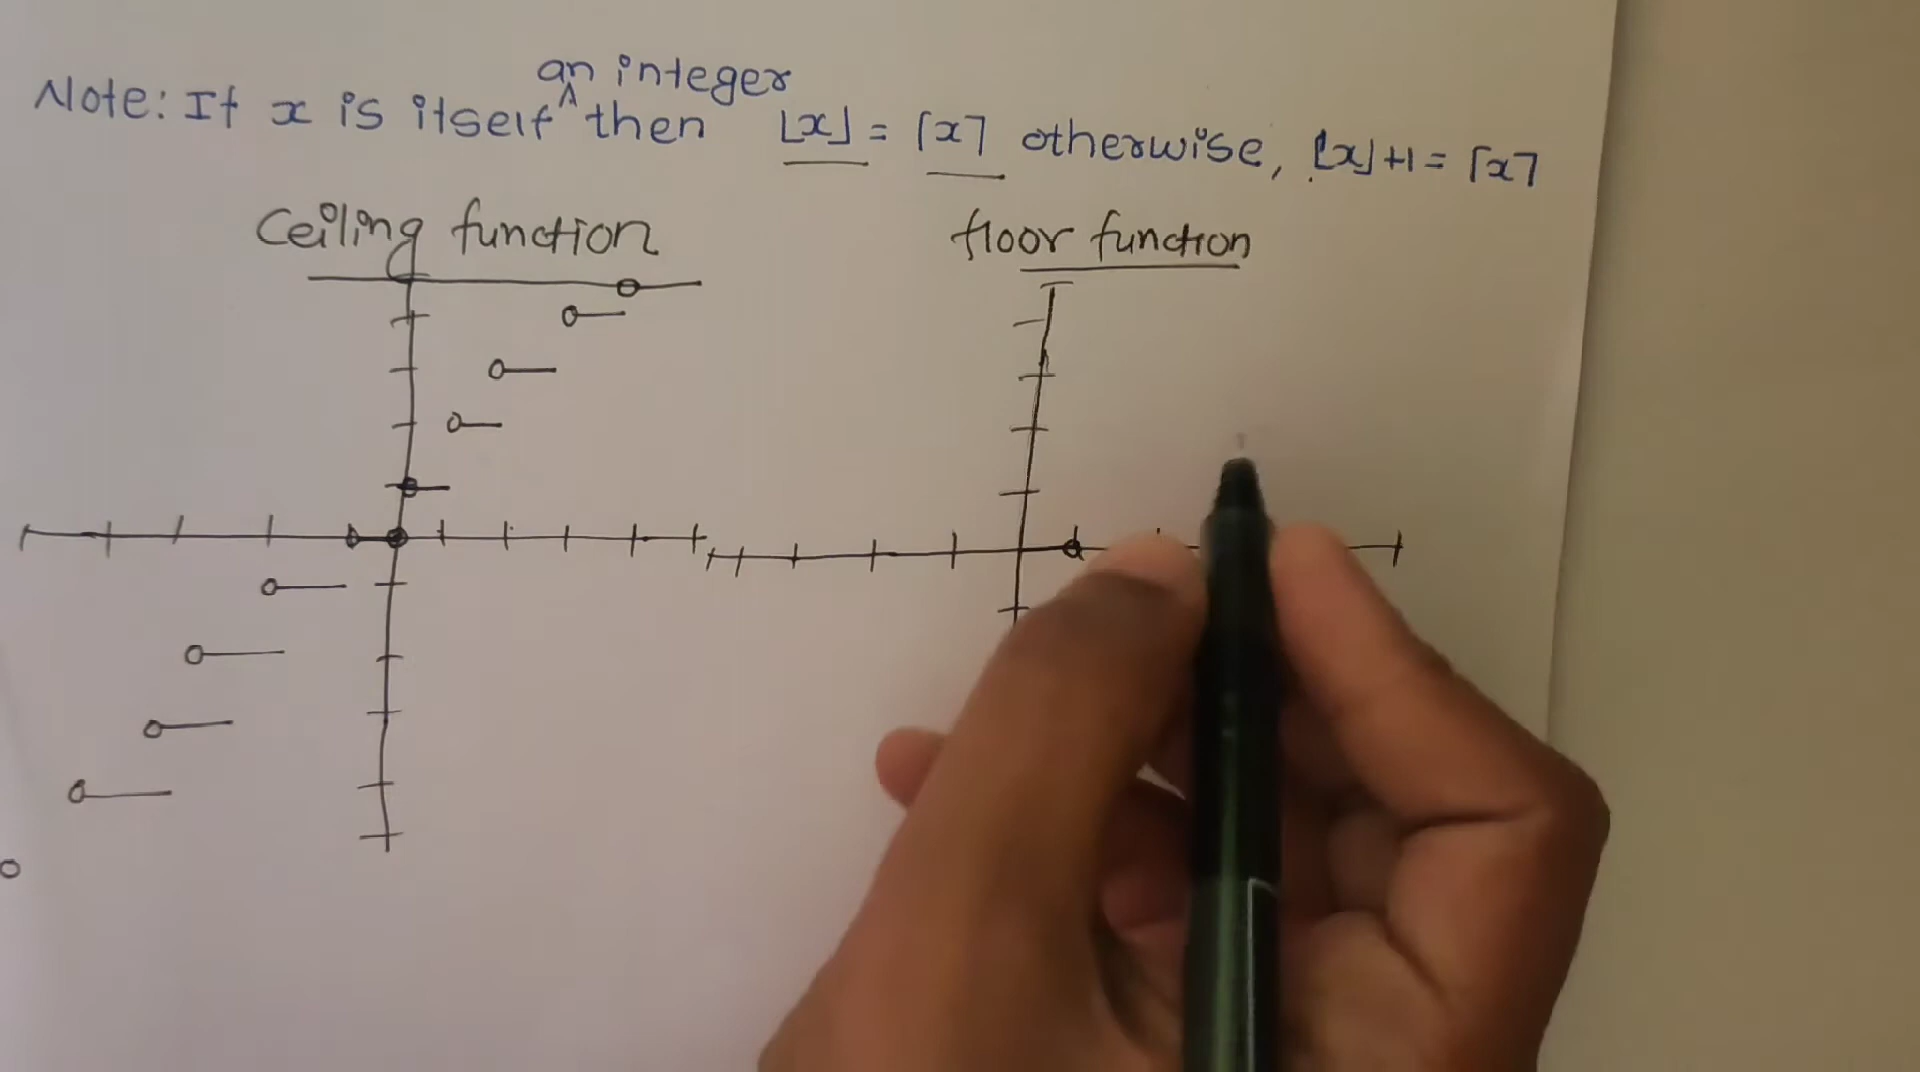 an integer
Note: If x is itself ^ then ⌊x⌋ = ⌈x⌉ otherwise, ⌊x⌋+1 = ⌈x⌉
Ceiling function
floor function